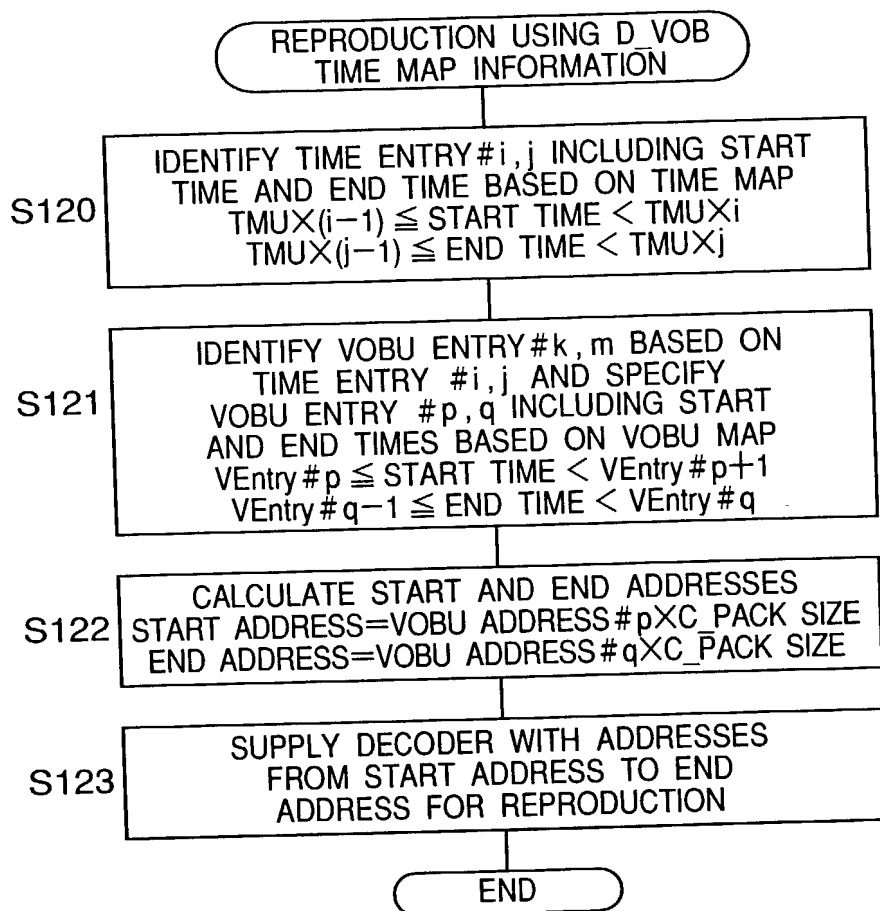 REPRODUCTION USING D_VOB
TIME MAP INFORMATION
S120
IDENTIFY TIME ENTRY#i,j INCLUDING START
TIME AND END TIME BASED ON TIME MAP
TMU×(i−1) ≦ START TIME < TMU×i
TMU×(j−1) ≦ END TIME < TMU×j
S121
IDENTIFY VOBU ENTRY#k,m BASED ON
TIME ENTRY #i,j AND SPECIFY
VOBU ENTRY #p,q INCLUDING START
AND END TIMES BASED ON VOBU MAP
VEntry#p ≦ START TIME < VEntry#p+1
VEntry#q−1 ≦ END TIME < VEntry#q
S122
CALCULATE START AND END ADDRESSES
START ADDRESS=VOBU ADDRESS#p×C_PACK SIZE
END ADDRESS=VOBU ADDRESS#q×C_PACK SIZE
S123
SUPPLY DECODER WITH ADDRESSES
FROM START ADDRESS TO END
ADDRESS FOR REPRODUCTION
END